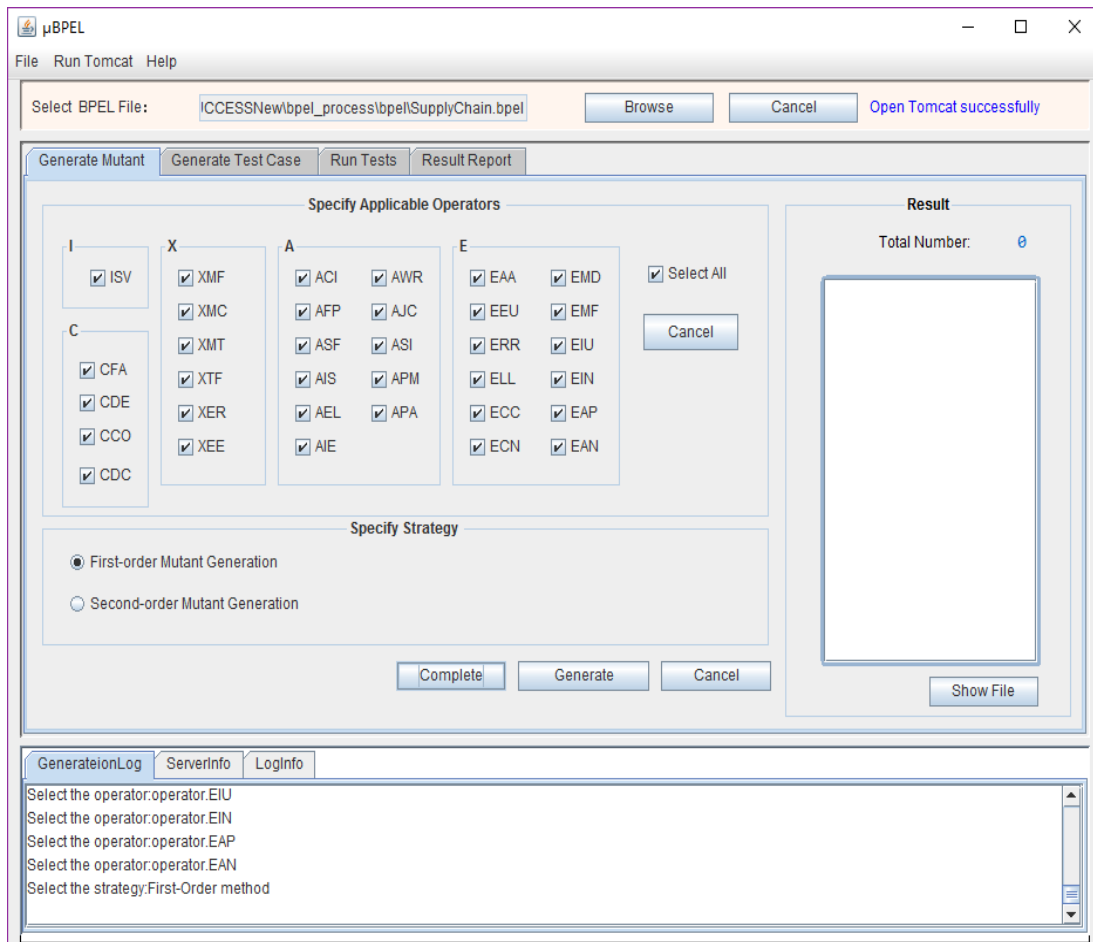 µBPEL
File Run Tomcat Help
Select BPEL File: !CCESSNew\bpel_process\bpel\SupplyChain.bpel Browse Cancel Open Tomcat successfully
Generate Mutant Generate Test Case Run Tests Result Report
Specify Applicable Operators
I
ISV
C
CFA
CDE
CCO
CDC
X
XMF
XMC
XMT
XTF
XER
XEE
A
ACI AWR
AFP AJC
ASF ASI
AIS APM
AEL APA
AIE
E
EAA EMD
EEU EMF
ERR EIU
ELL EIN
ECC EAP
ECN EAN
Select All
Cancel
Specify Strategy
First-order Mutant Generation
Second-order Mutant Generation
Complete Generate Cancel
Result
Total Number: 0
Show File
GenerateionLog ServerInfo LogInfo
Select the operator:operator.EIU
Select the operator:operator.EIN
Select the operator:operator.EAP
Select the operator:operator.EAN
Select the strategy:First-Order method